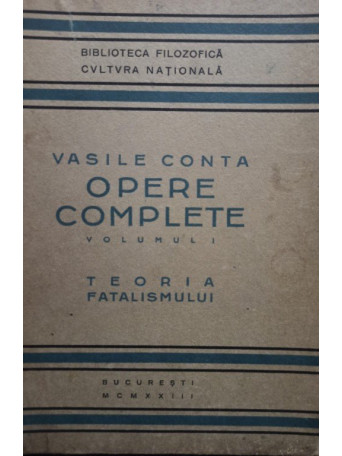 BIBLIOTECA FILOZOFICĂ
CVLTVRA NAȚIONALĂ
VASILE CONTA
OPERE
COMPLETE
VOLUMUL I
TEORIA
FATALISMULUI
BUCUREȘTI
MCMXXIII